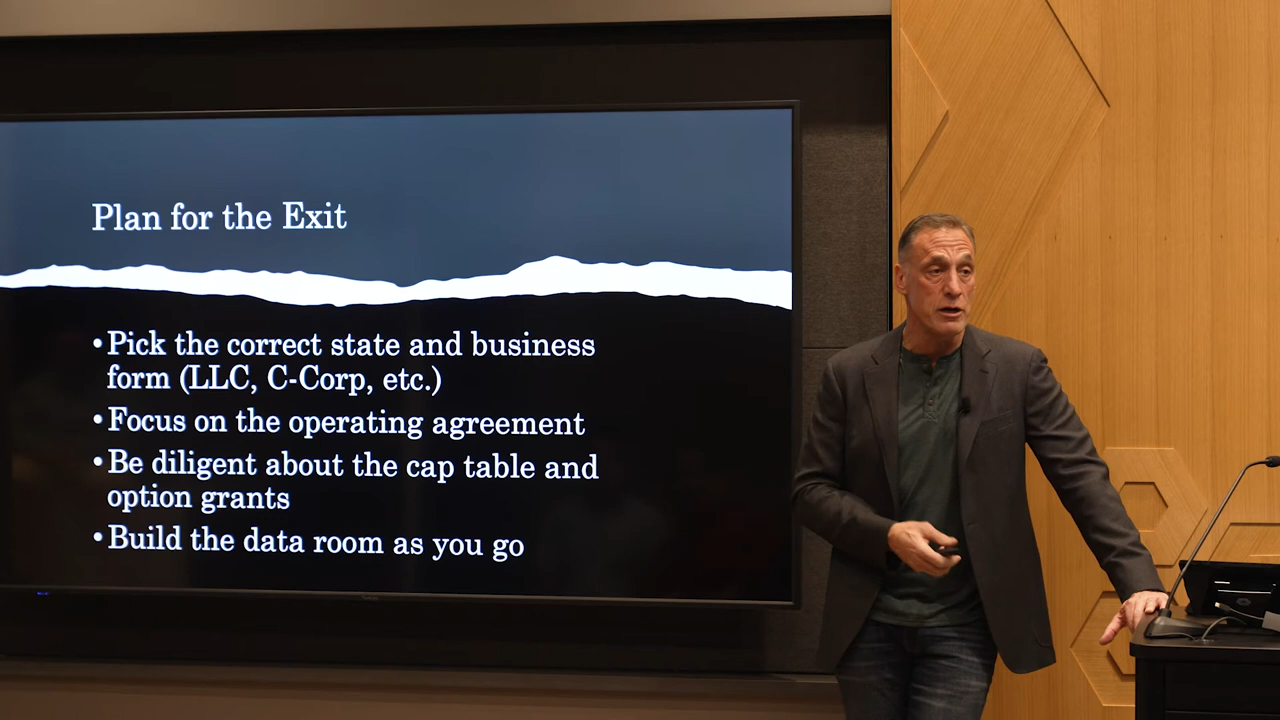 Plan for the Exit
•Pick the correct state and business
form (LLC, C-Corp, etc.)
•Focus on the operating agreement
•Be diligent about the cap table and
option grants
•Build the data room as you go